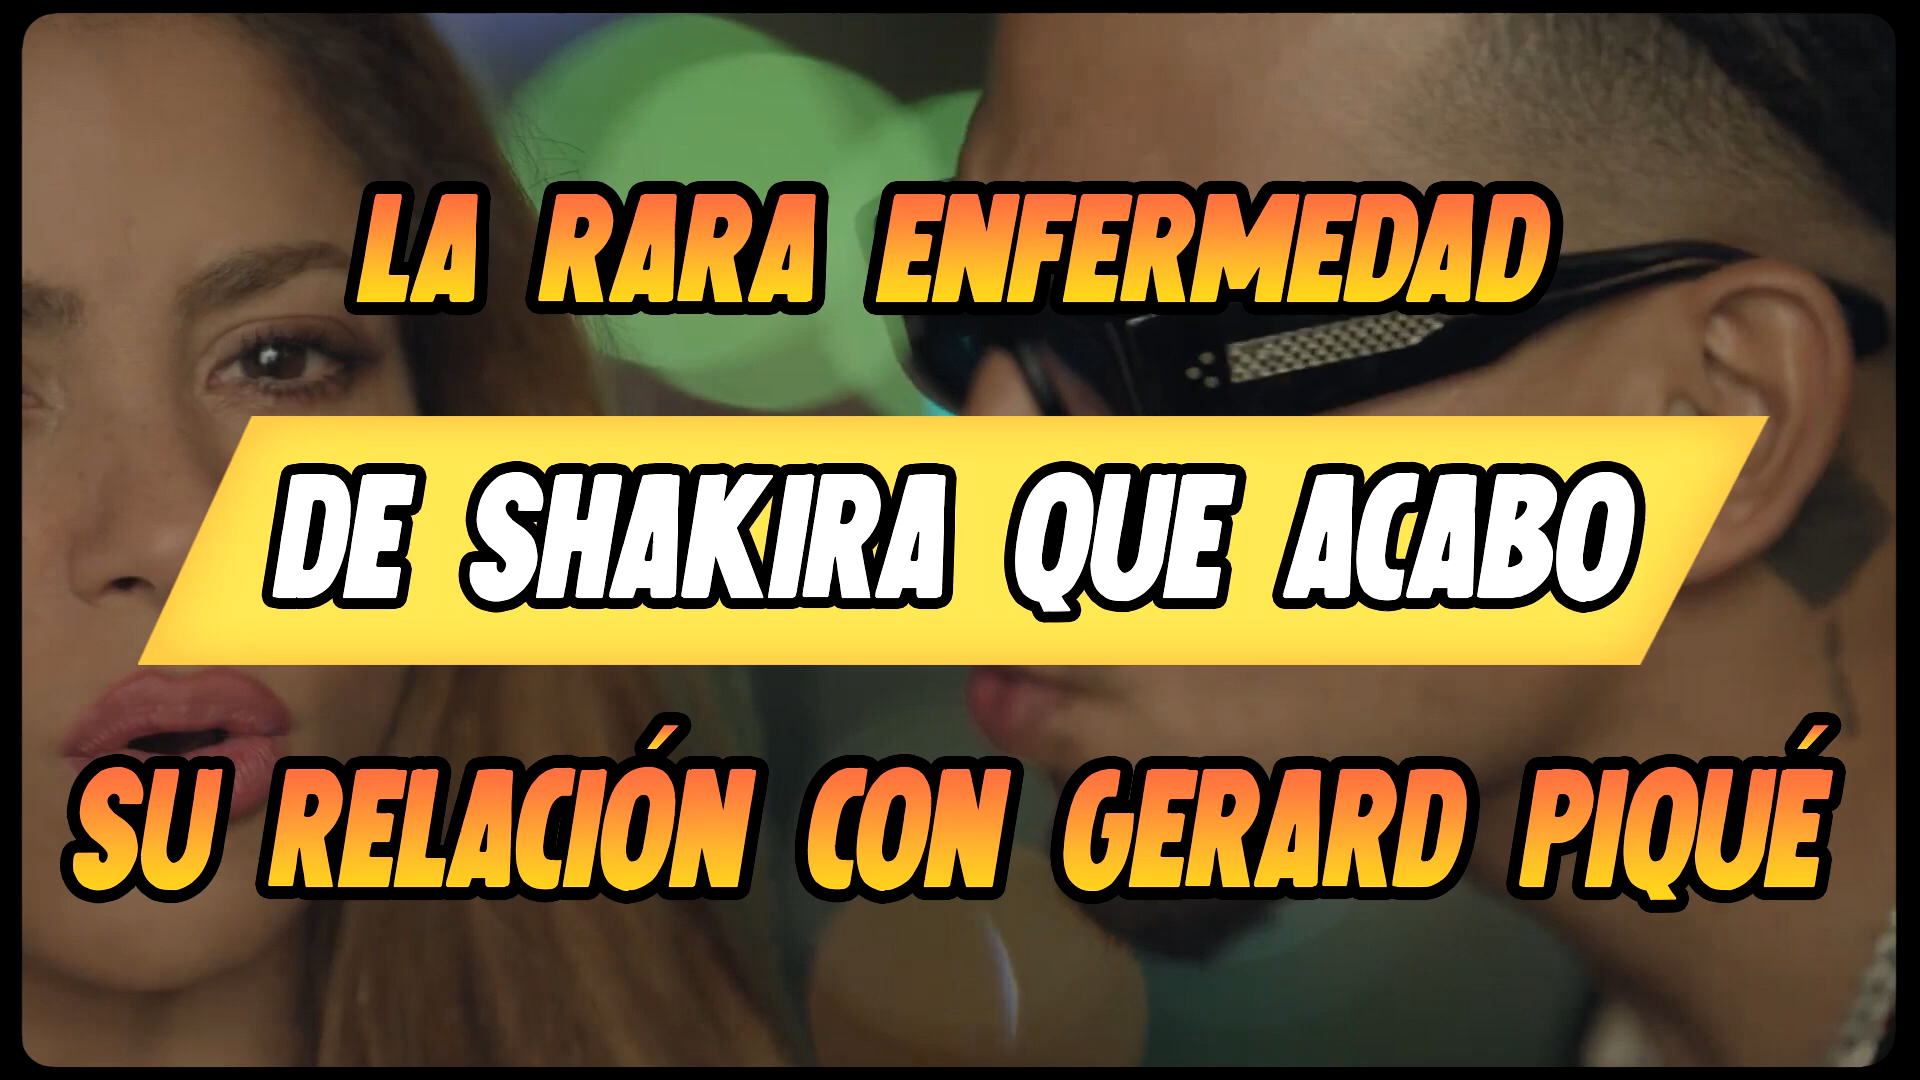 LA RARA ENFERMEDAD
DE SHAKIRA QUE ACABO
SU RELACIÓN CON GERARD PIQUÉ